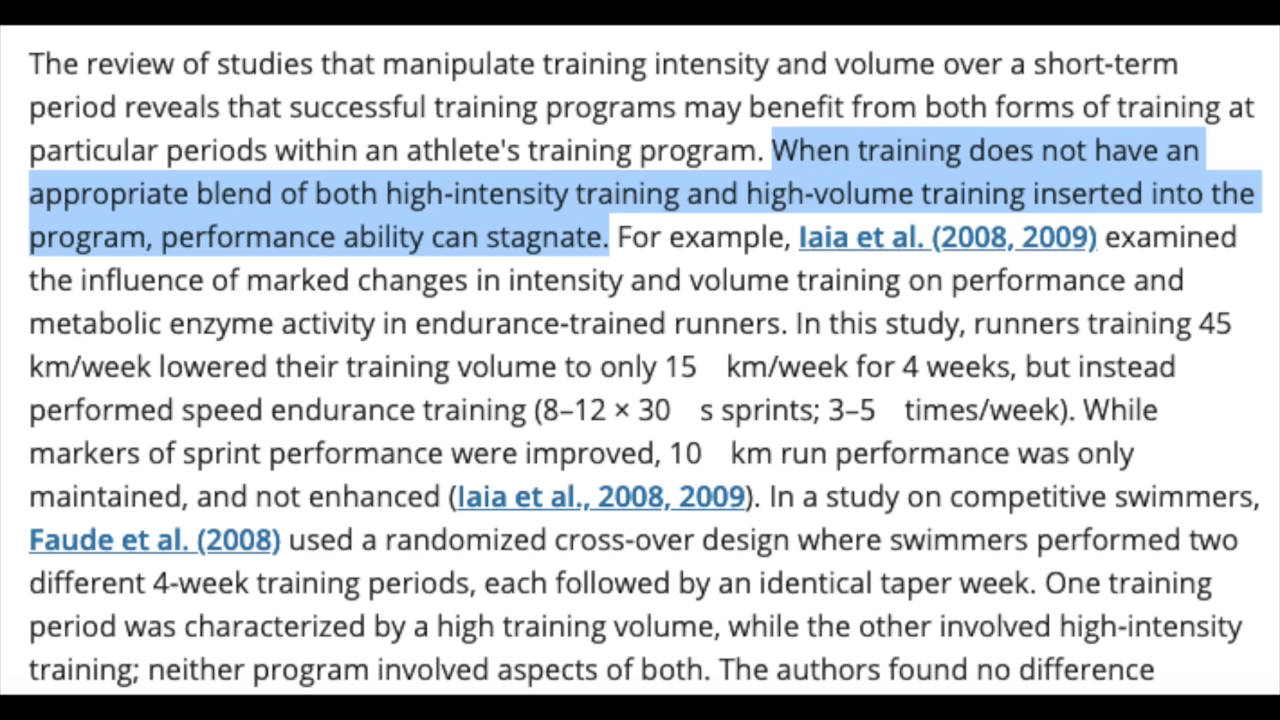 The review of studies that manipulate training intensity and volume over a short-term
period reveals that successful training programs may benefit from both forms of training at
particular periods within an athlete's training program. When training does not have an
appropriate blend of both high-intensity training and high-volume training inserted into the
program, performance ability can stagnate. For example, Iaia et al. (2008, 2009) examined
the influence of marked changes in intensity and volume training on performance and
metabolic enzyme activity in endurance-trained runners. In this study, runners training 45
km/week lowered their training volume to only 15 km/week for 4 weeks, but instead
performed speed endurance training (8–12 × 30 s sprints; 3–5 times/week). While
markers of sprint performance were improved, 10 km run performance was only
maintained, and not enhanced (Iaia et al., 2008, 2009). In a study on competitive swimmers,
Faude et al. (2008) used a randomized cross-over design where swimmers performed two
different 4-week training periods, each followed by an identical taper week. One training
period was characterized by a high training volume, while the other involved high-intensity
training; neither program involved aspects of both. The authors found no difference